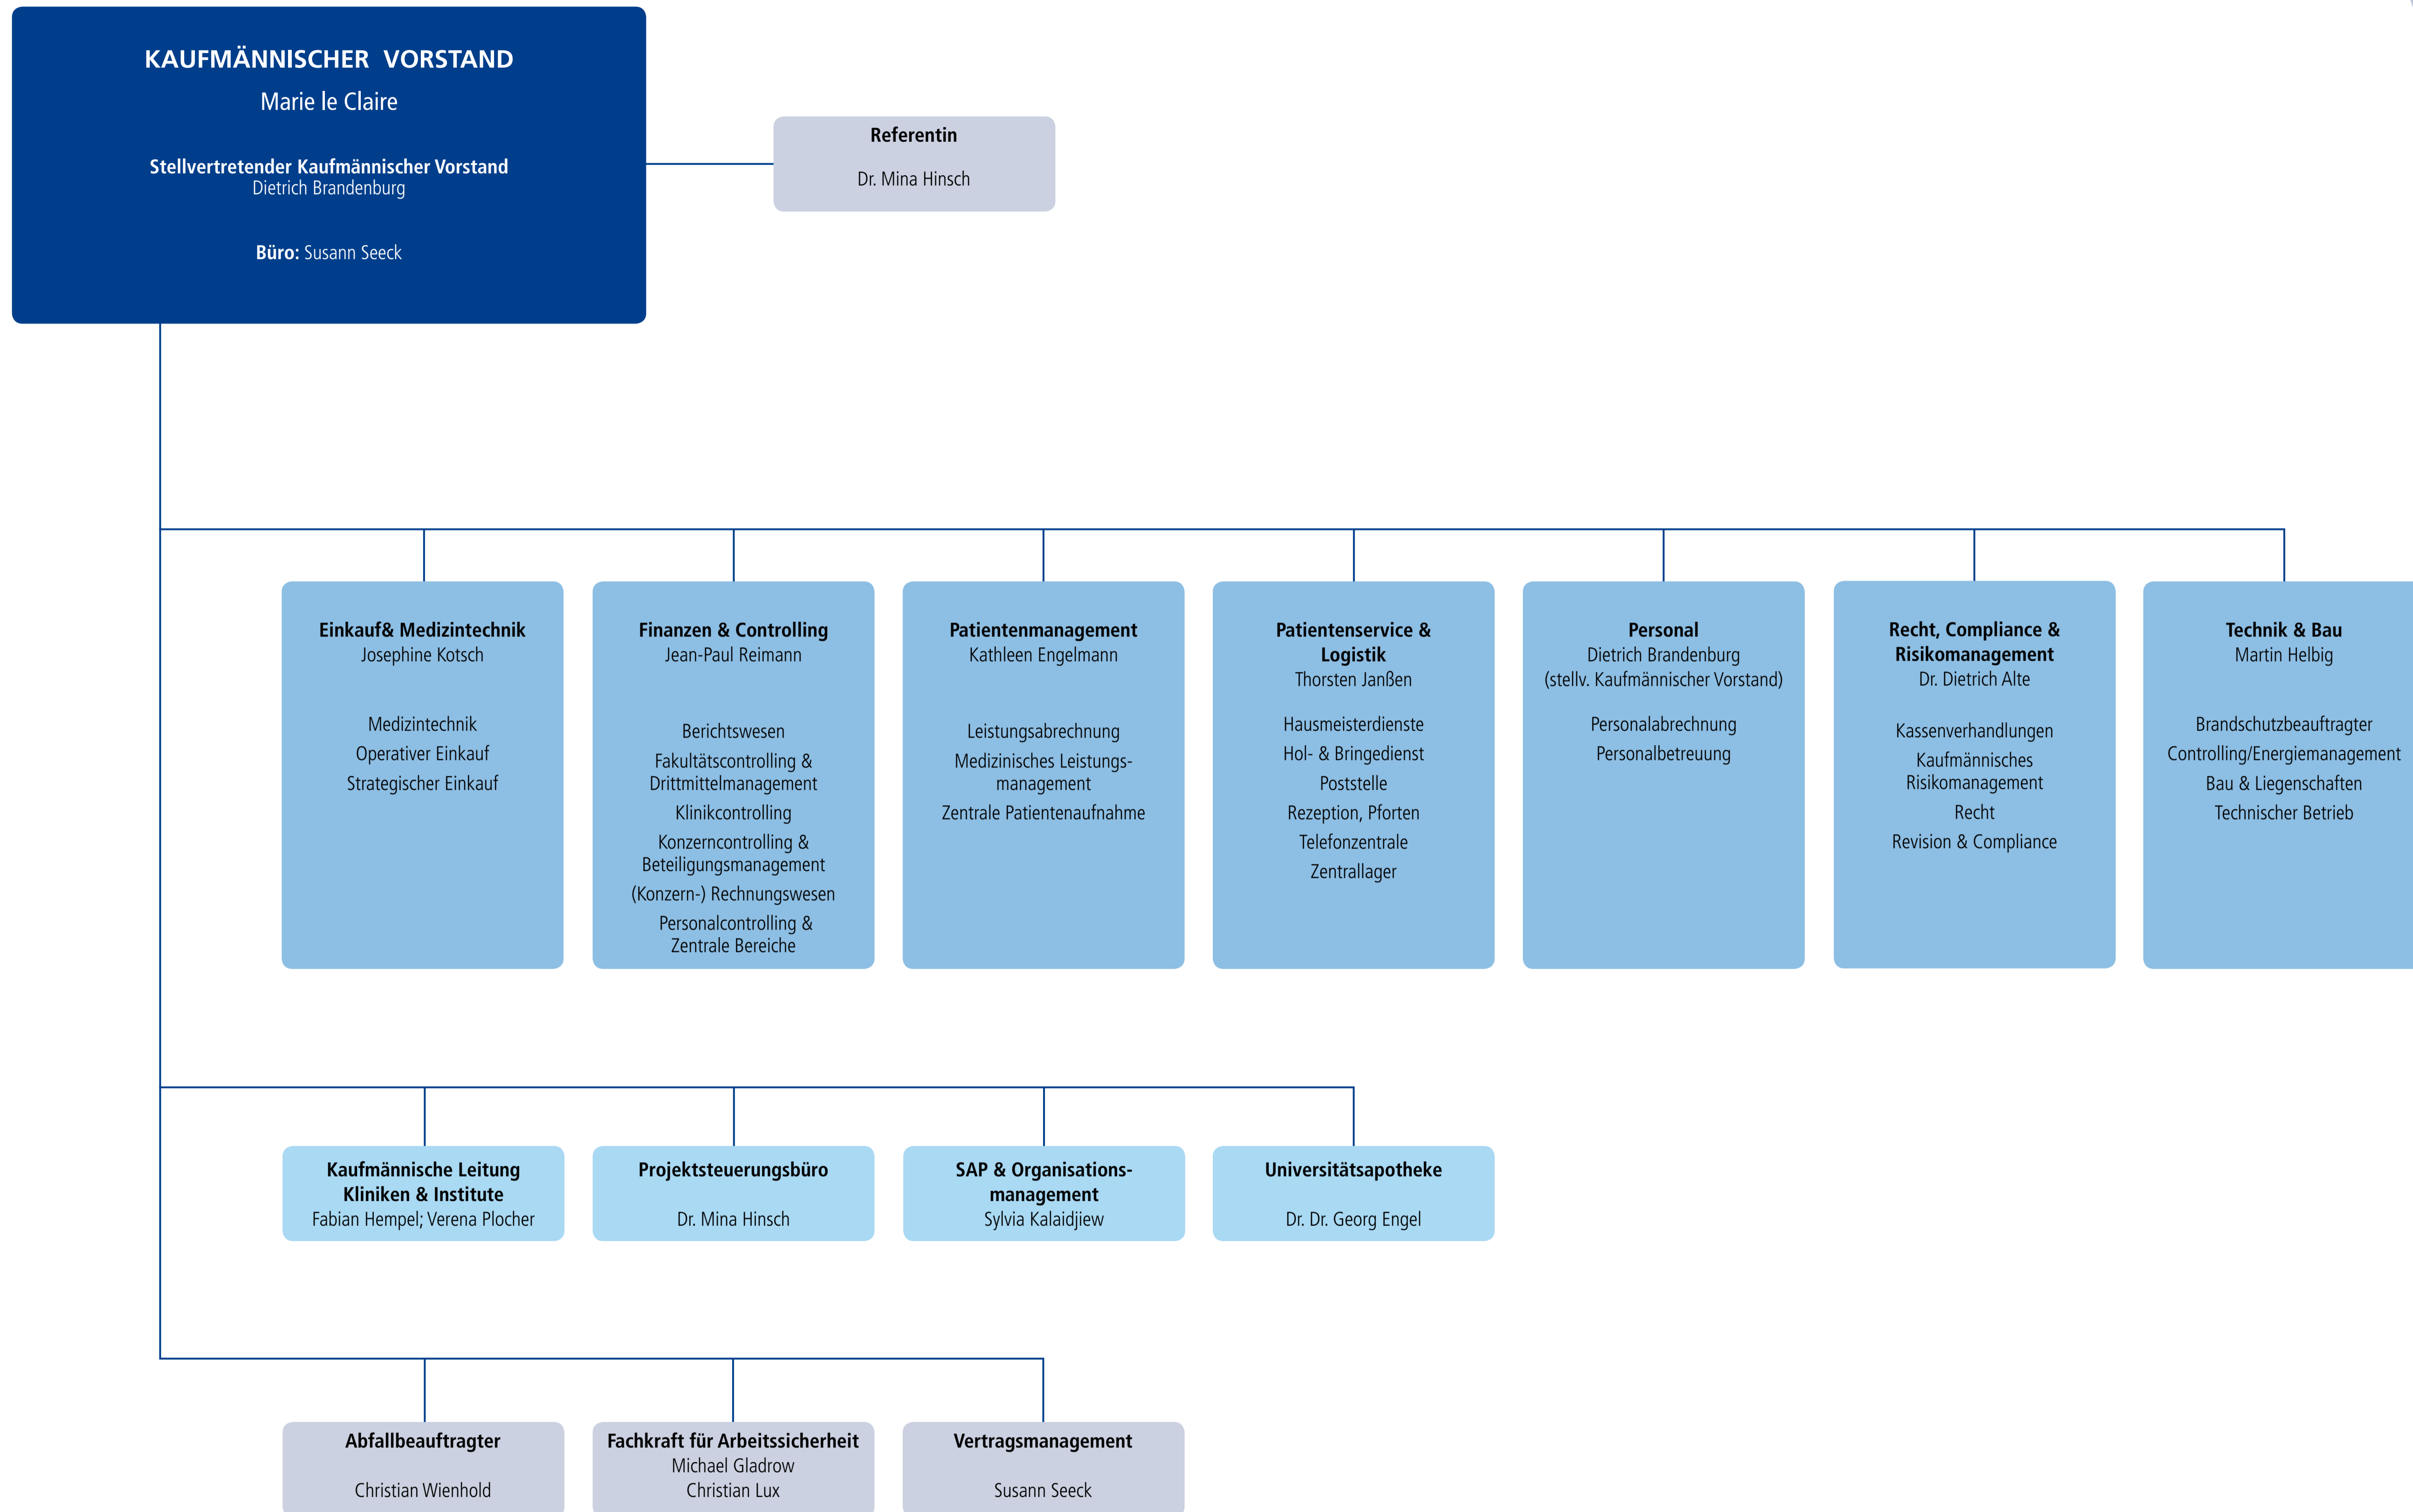 KAUFMÄNNISCHER VORSTAND
Marie le Claire
Stellvertretender Kaufmännischer Vorstand
Dietrich Brandenburg
Büro: Susann Seeck
Referentin
Dr. Mina Hinsch
Einkauf& Medizintechnik
Josephine Kotsch
Medizintechnik
Operativer Einkauf
Strategischer Einkauf
Finanzen & Controlling
Jean-Paul Reimann
Berichtswesen
Fakultätscontrolling &
Drittmittelmanagement
Klinikcontrolling
Konzerncontrolling &
Beteiligungsmanagement
(Konzern-) Rechnungswesen
Personalcontrolling &
Zentrale Bereiche
Patientenmanagement
Kathleen Engelmann
Leistungsabrechnung
Medizinisches Leistungs-
management
Zentrale Patientenaufnahme
Patientenservice &
Logistik
Thorsten Janßen
Hausmeisterdienste
Hol- & Bringedienst
Poststelle
Rezeption, Pforten
Telefonzentrale
Zentrallager
Personal
Dietrich Brandenburg
(stellv. Kaufmännischer Vorstand)
Personalabrechnung
Personalbetreuung
Recht, Compliance &
Risikomanagement
Dr. Dietrich Alte
Kassenverhandlungen
Kaufmännisches
Risikomanagement
Recht
Revision & Compliance
Technik & Bau
Martin Helbig
Brandschutzbeauftragter
Controlling/Energiemanagement
Bau & Liegenschaften
Technischer Betrieb
Kaufmännische Leitung
Kliniken & Institute
Fabian Hempel; Verena Plocher
Projektsteuerungsbüro
Dr. Mina Hinsch
SAP & Organisations-
management
Sylvia Kalaidjiew
Universitätsapotheke
Dr. Dr. Georg Engel
Abfallbeauftragter
Christian Wienhold
Fachkraft für Arbeitssicherheit
Michael Gladrow
Christian Lux
Vertragsmanagement
Susann Seeck